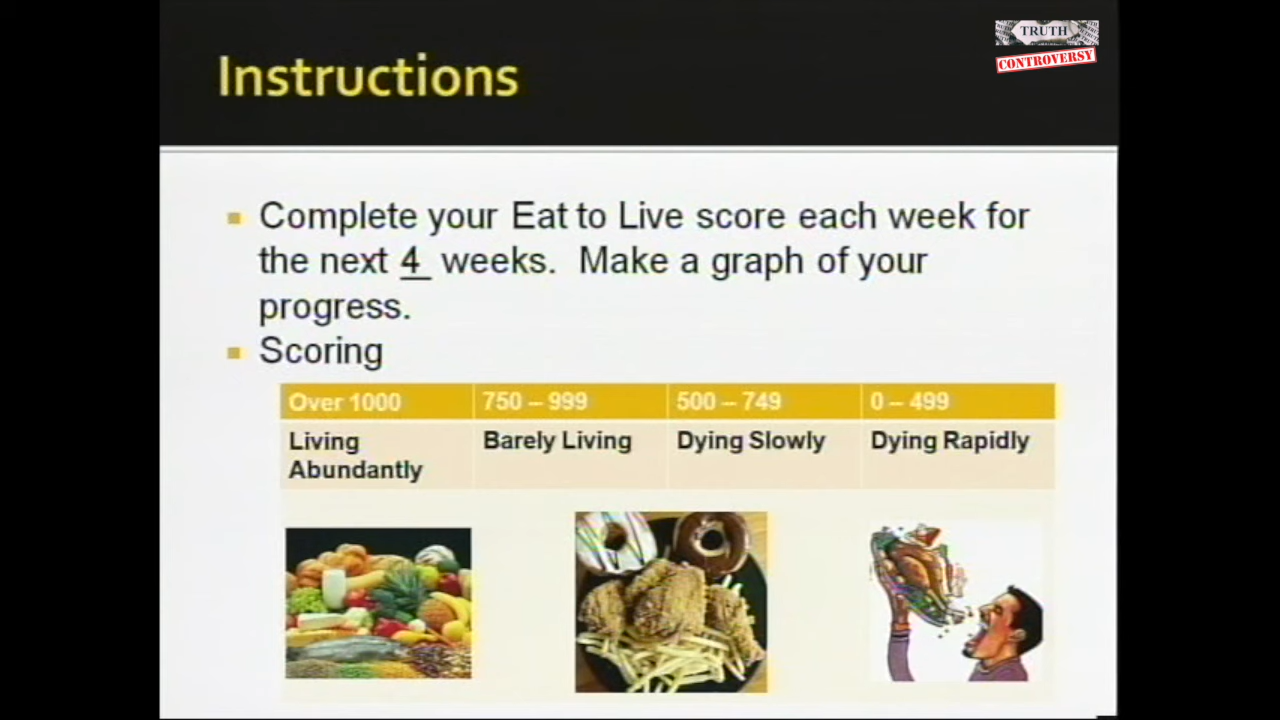 TRUTH
CONTROVERSY
Instructions
Complete your Eat to Live score each week for
the next 4 weeks. Make a graph of your
progress.
Scoring
Over 1000 750 – 999 500 – 749 0 – 499
Living Barely Living Dying Slowly Dying Rapidly
Abundantly